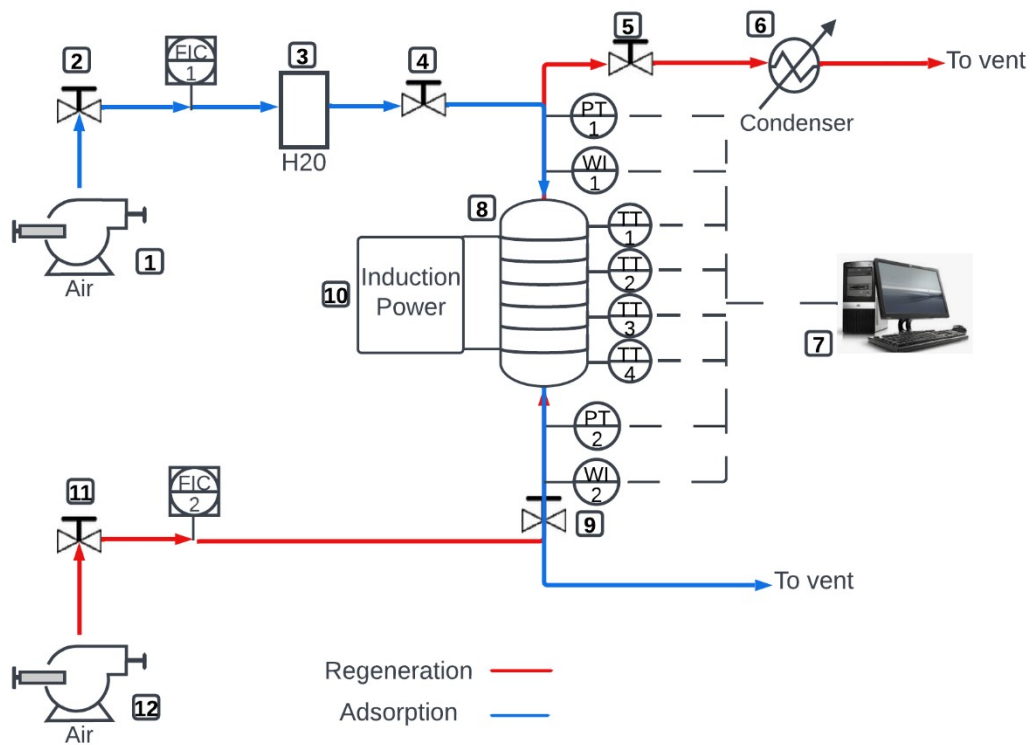 5
6
2
FIC
1
3
4
To vent
PT
1
Condenser
H20
WI
1
8
TT
1
1
Air
Induction
Power
10
TT
2
TT
3
7
TT
4
PT
2
11
FIC
2
WI
2
9
To vent
Regeneration
12
Adsorption
Air